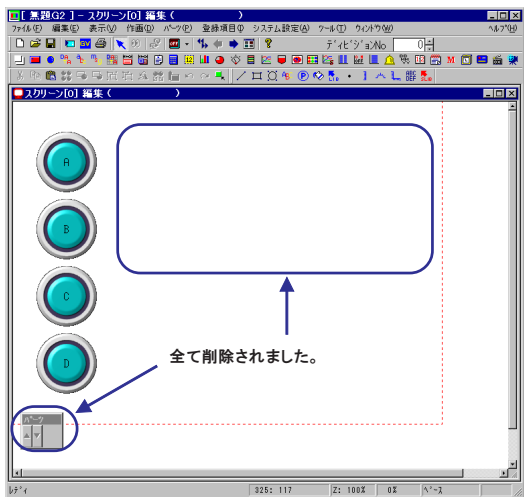 [ 無題G2 ] - スクリーン[0] 編集 (　　　　)
ﾌｧｲﾙ(F) 編集(E) 表示(V) 作画(D) ﾊﾟｰﾂ(P) 登録項目(I) システム設定(A) ﾂｰﾙ(T) ｳｨﾝﾄﾞｳ(W) ﾍﾙﾌﾟ(H)
ﾃﾞｨﾋﾞｼﾞｮﾝNo 0
スクリーン[0] 編集 (　　　　)
A
B
C
D
全て削除されました。
ﾊﾟｰﾂ
ﾚﾃﾞｨ 325: 117 Z: 100% 0% ﾍﾞｰｽ